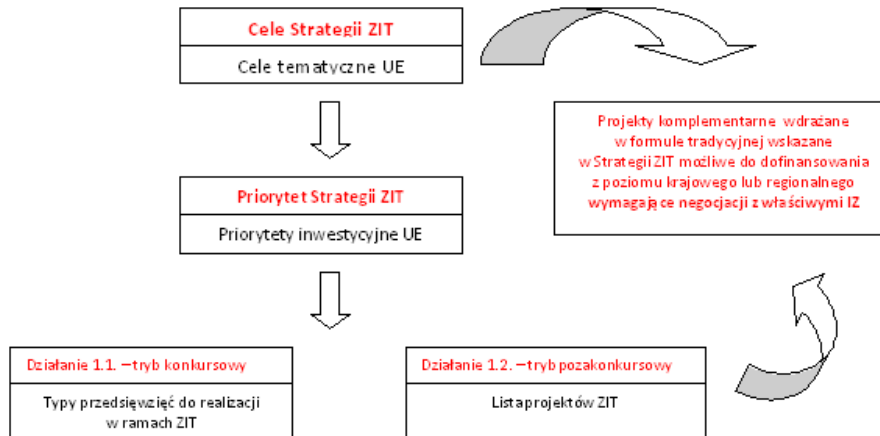 Cele Strategii ZIT
Cele tematyczne UE
Projekty komplementarne wdrażane
w formule tradycyjnej wskazane
w Strategii ZIT możliwe do dofinansowania
z poziomu krajowego lub regionalnego
wymagające negocjacji z właściwymi IZ
Priorytet Strategii ZIT
Priorytety inwestycyjne UE
Działanie 1.1. – tryb konkursowy
Typy przedsięwzięć do realizacji
w ramach ZIT
Działanie 1.2. – tryb pozakonkursowy
Lista projektów ZIT